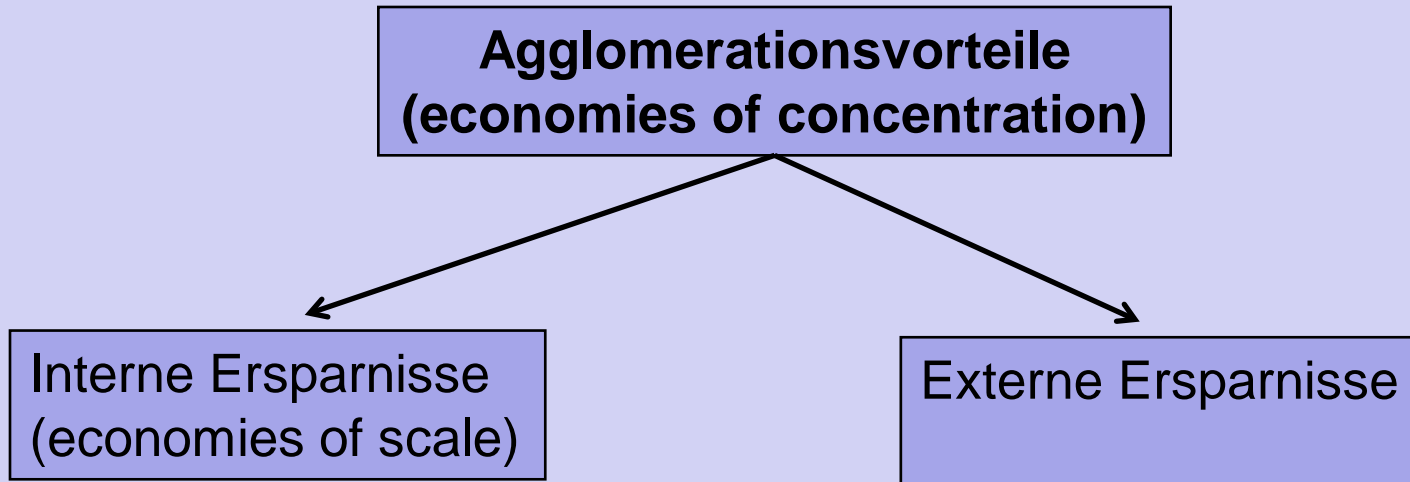 Agglomerationsvorteile
(economies of concentration)
Interne Ersparnisse
(economies of scale)
Externe Ersparnisse